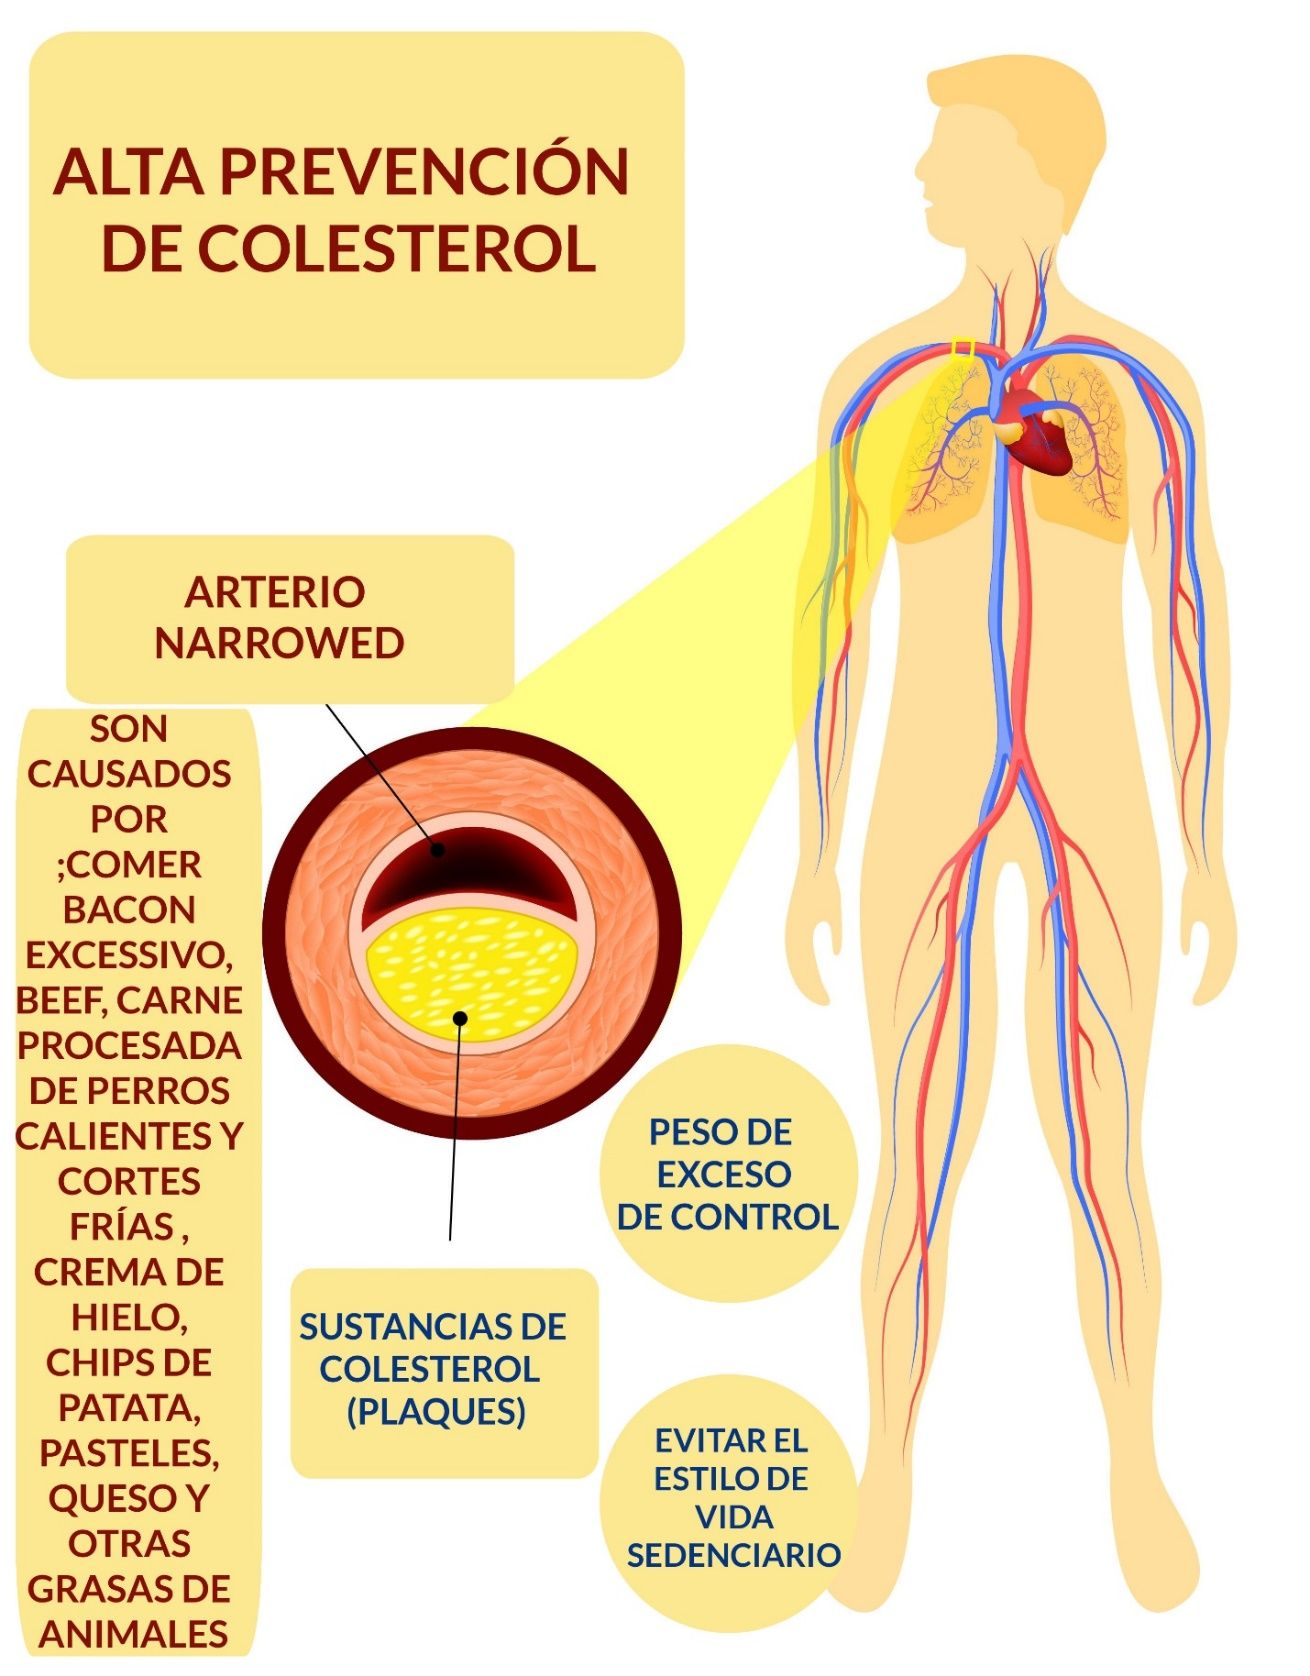 ALTA PREVENCIÓN
DE COLESTEROL
ARTERIO
NARROWED
SON
CAUSADOS
POR
;COMER
BACON
EXCESSIVO,
BEEF, CARNE
PROCESADA
DE PERROS
CALIENTES Y
CORTES
FRÍAS ,
CREMA DE
HIELO,
CHIPS DE
PATATA,
PASTELES,
QUESO Y
OTRAS
GRASAS DE
ANIMALES
SUSTANCIAS DE
COLESTEROL
(PLAQUES)
PESO DE
EXCESO
DE CONTROL
EVITAR EL
ESTILO DE
VIDA
SEDENCIARIO